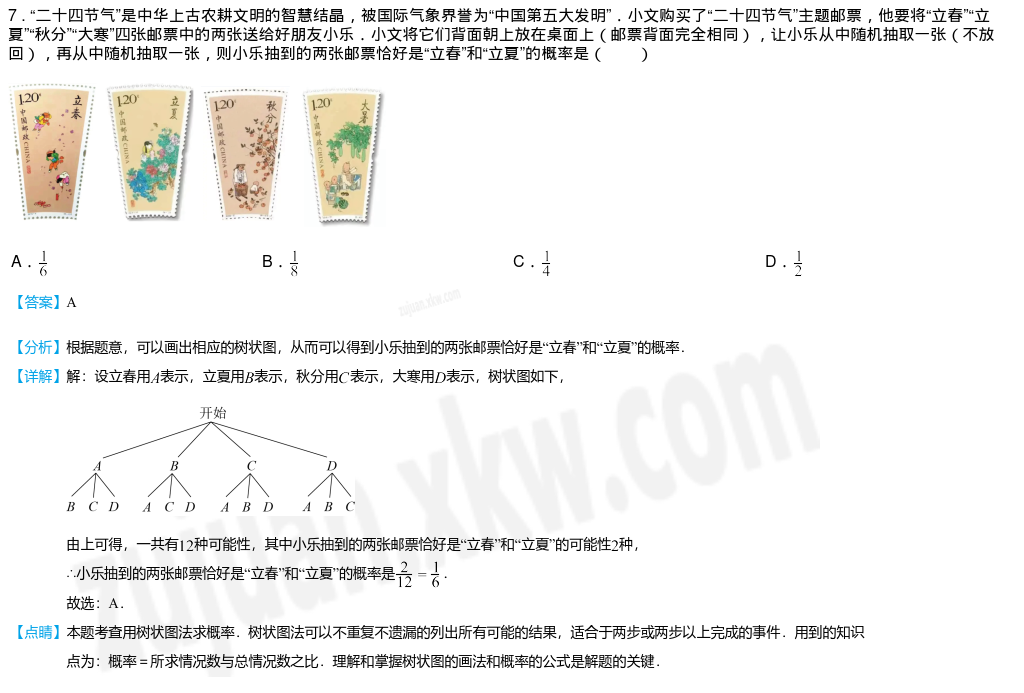 7．“二十四节气”是中华上古农耕文明的智慧结晶，被国际气象界誉为“中国第五大发明”．小文购买了“二十四节气”主题邮票，他要将“立春”“立
夏”“秋分”“大寒”四张邮票中的两张送给好朋友小乐．小文将它们背面朝上放在桌面上（邮票背面完全相同），让小乐从中随机抽取一张（不放
回），再从中随机抽取一张，则小乐抽到的两张邮票恰好是“立春”和“立夏”的概率是（　　）
1.20 立春 中国邮政 CHINA
1.20 立夏 中国邮政 CHINA
1.20 秋分 中国邮政 CHINA
1.20 大暑 中国邮政 CHINA
A．1/6 B．1/8 C．1/4 D．1/2
【答案】A
【分析】根据题意，可以画出相应的树状图，从而可以得到小乐抽到的两张邮票恰好是“立春”和“立夏”的概率．
【详解】解：设立春用A表示，立夏用B表示，秋分用C表示，大寒用D表示，树状图如下，
开始
A B C D
B C D A C D A B D A B C
由上可得，一共有12种可能性，其中小乐抽到的两张邮票恰好是“立春”和“立夏”的可能性2种，
∴小乐抽到的两张邮票恰好是“立春”和“立夏”的概率是2/12＝1/6．
故选：A．
【点睛】本题考查用树状图法求概率．树状图法可以不重复不遗漏的列出所有可能的结果，适合于两步或两步以上完成的事件．用到的知识
点为：概率＝所求情况数与总情况数之比．理解和掌握树状图的画法和概率的公式是解题的关键．
zujuan.xkw.com
zujuan.xkw.com